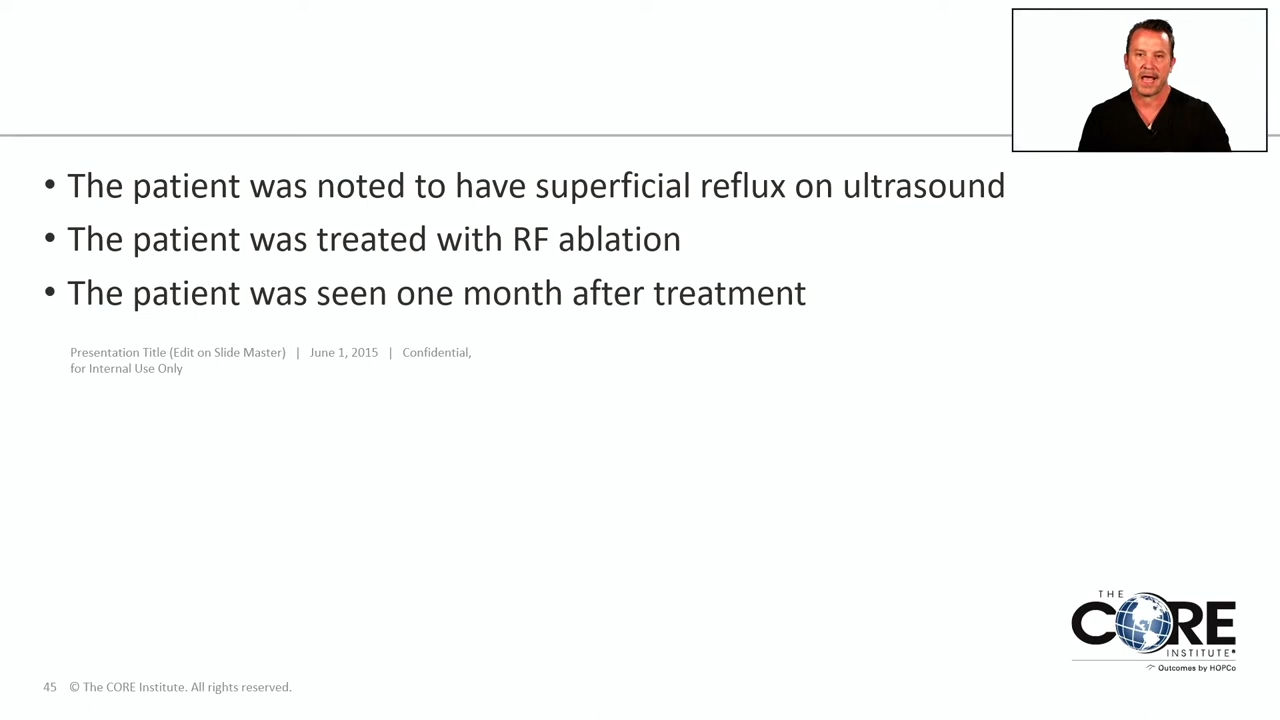 • The patient was noted to have superficial reflux on ultrasound
• The patient was treated with RF ablation
• The patient was seen one month after treatment
Presentation Title (Edit on Slide Master) | June 1, 2015 | Confidential,
for Internal Use Only
THE
CORE
INSTITUTE
Outcomes by HOPCo
45 © The CORE Institute. All rights reserved.